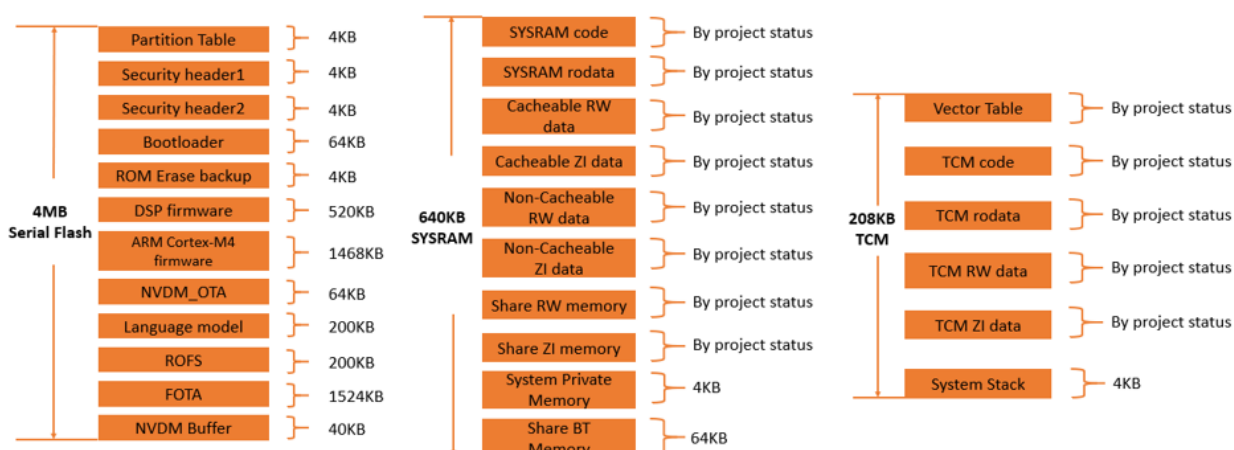 Partition Table
4KB
Security header1
4KB
Security header2
4KB
Bootloader
64KB
ROM Erase backup
4KB
4MB
Serial Flash
DSP firmware
520KB
ARM Cortex-M4
firmware
1468KB
NVDM_OTA
64KB
Language model
200KB
ROFS
200KB
FOTA
1524KB
NVDM Buffer
40KB
SYSRAM code
By project status
SYSRAM rodata
By project status
Cacheable RW
data
By project status
Cacheable ZI data
By project status
640KB
SYSRAM
Non-Cacheable
RW data
By project status
Non-Cacheable
ZI data
By project status
Share RW memory
By project status
Share ZI memory
By project status
System Private
Memory
4KB
Share BT
Memory
64KB
Vector Table
By project status
TCM code
By project status
208KB
TCM
TCM rodata
By project status
TCM RW data
By project status
TCM ZI data
By project status
System Stack
4KB